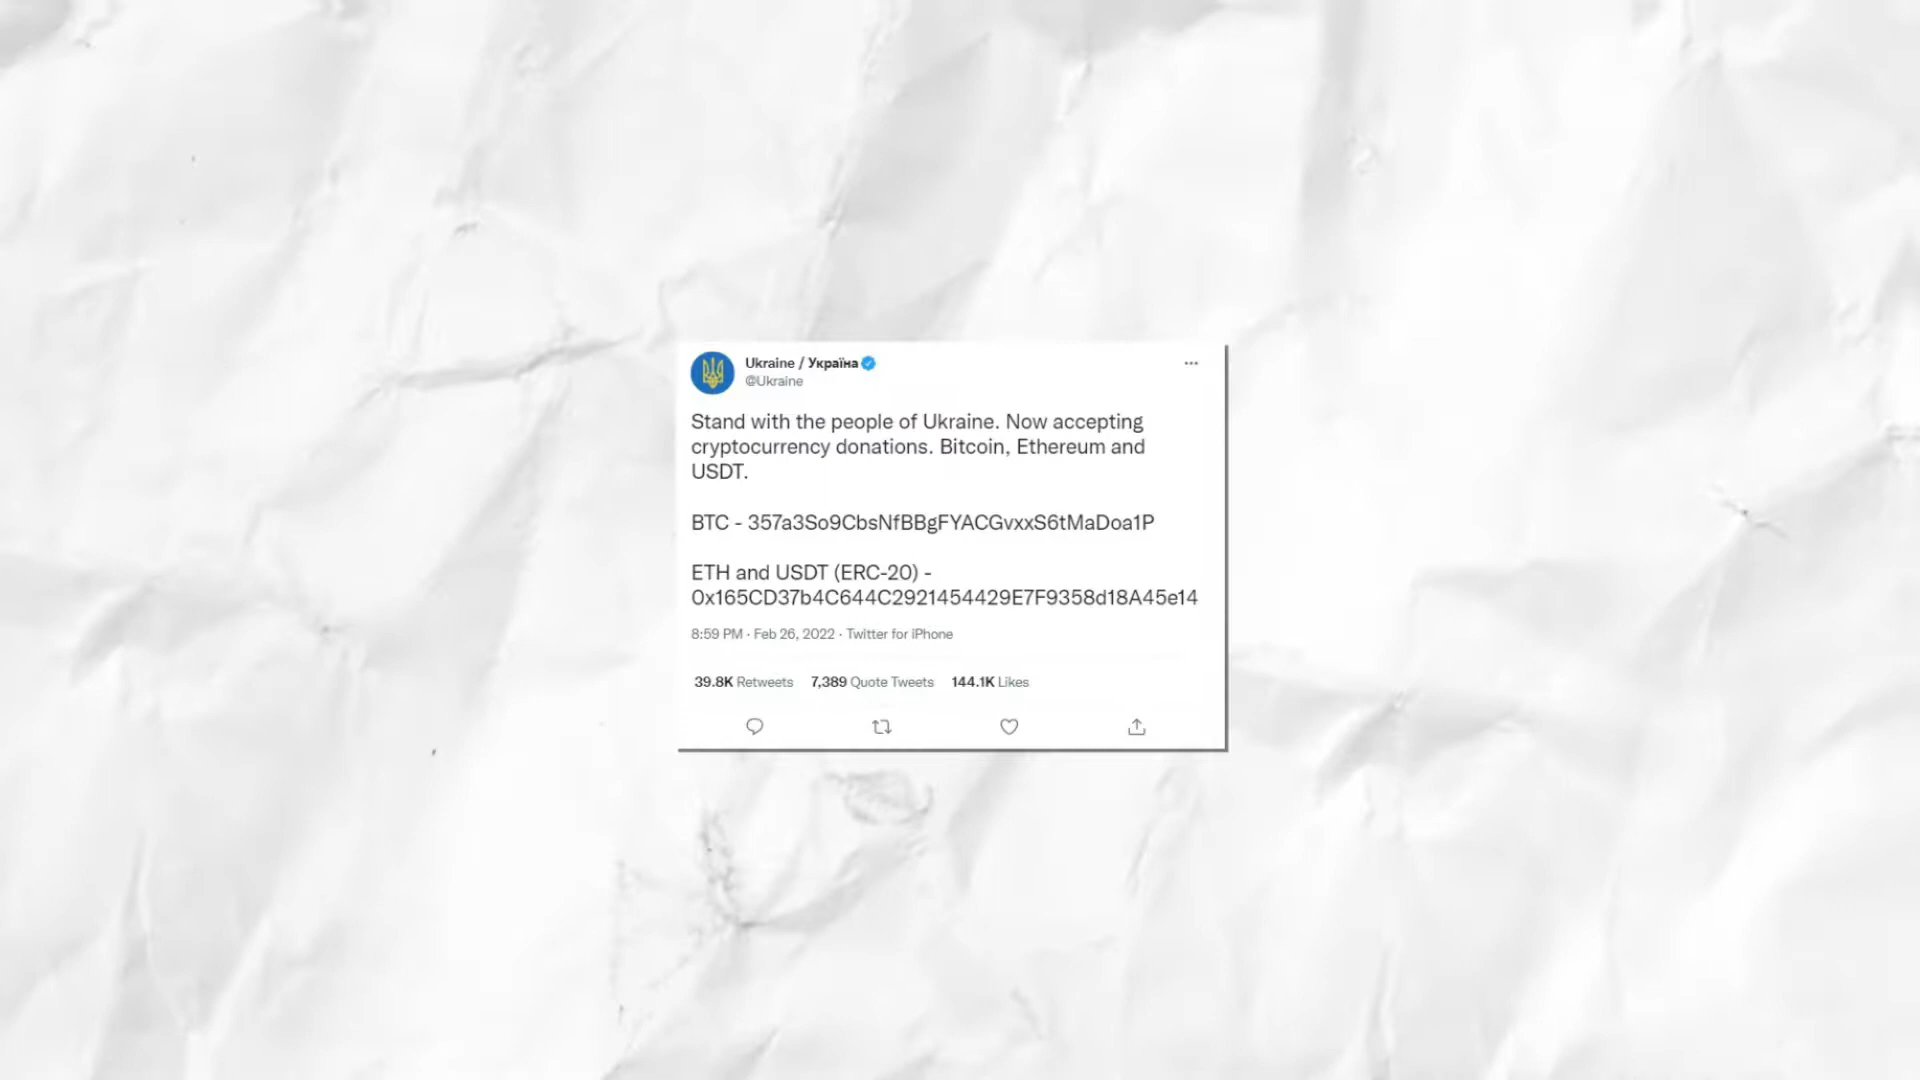 Ukraine / Україна
@Ukraine
Stand with the people of Ukraine. Now accepting
cryptocurrency donations. Bitcoin, Ethereum and
USDT.
BTC - 357a3So9CbsNfBBgFYACGvxxS6tMaDoa1P
ETH and USDT (ERC-20) -
0x165CD37b4C644C2921454429E7F9358d18A45e14
8:59 PM · Feb 26, 2022 · Twitter for iPhone
39.8K Retweets 7,389 Quote Tweets 144.1K Likes